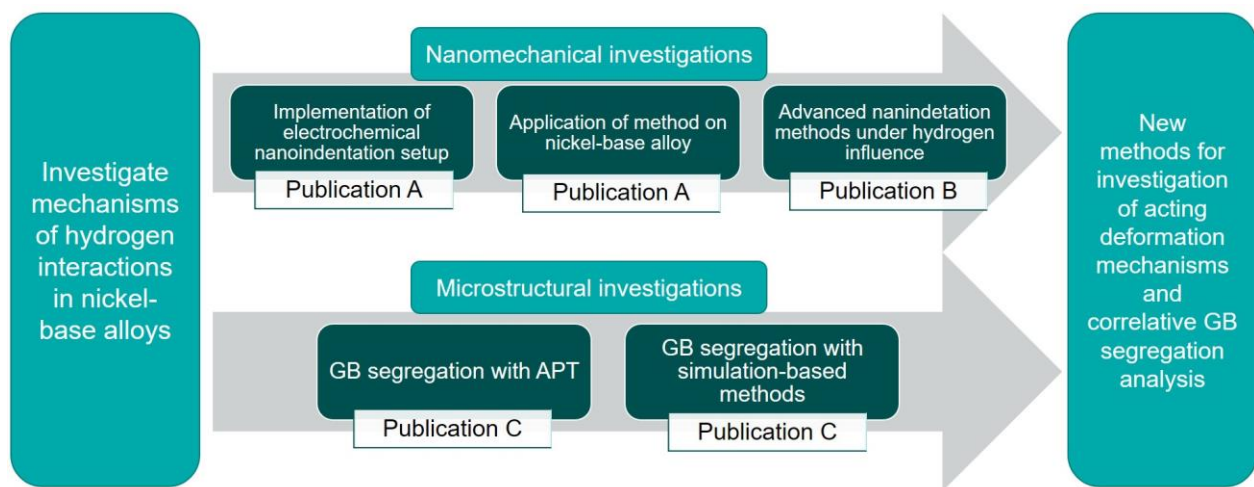 Investigate
mechanisms
of hydrogen
interactions
in nickel-
base alloys
Nanomechanical investigations
Implementation of
electrochemical
nanoindentation setup
Publication A
Application of method on
nickel-base alloy
Publication A
Advanced nanindetation
methods under hydrogen
influence
Publication B
Microstructural investigations
GB segregation with APT
Publication C
GB segregation with
simulation-based
methods
Publication C
New
methods for
investigation
of acting
deformation
mechanisms
and
correlative GB
segregation
analysis